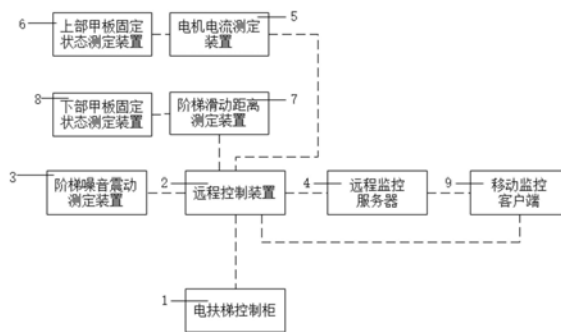 6
上部甲板固定
状态测定装置
电机电流测定
装置
5
8
下部甲板固定
状态测定装置
阶梯滑动距离
测定装置
7
3
阶梯噪音震动
测定装置
2
远程控制装置
4
远程监控
服务器
9
移动监控
客户端
1
电扶梯控制柜